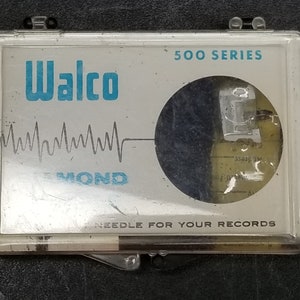 500 SERIES
Walco
MOND
NEEDLE FOR YOUR RECORDS